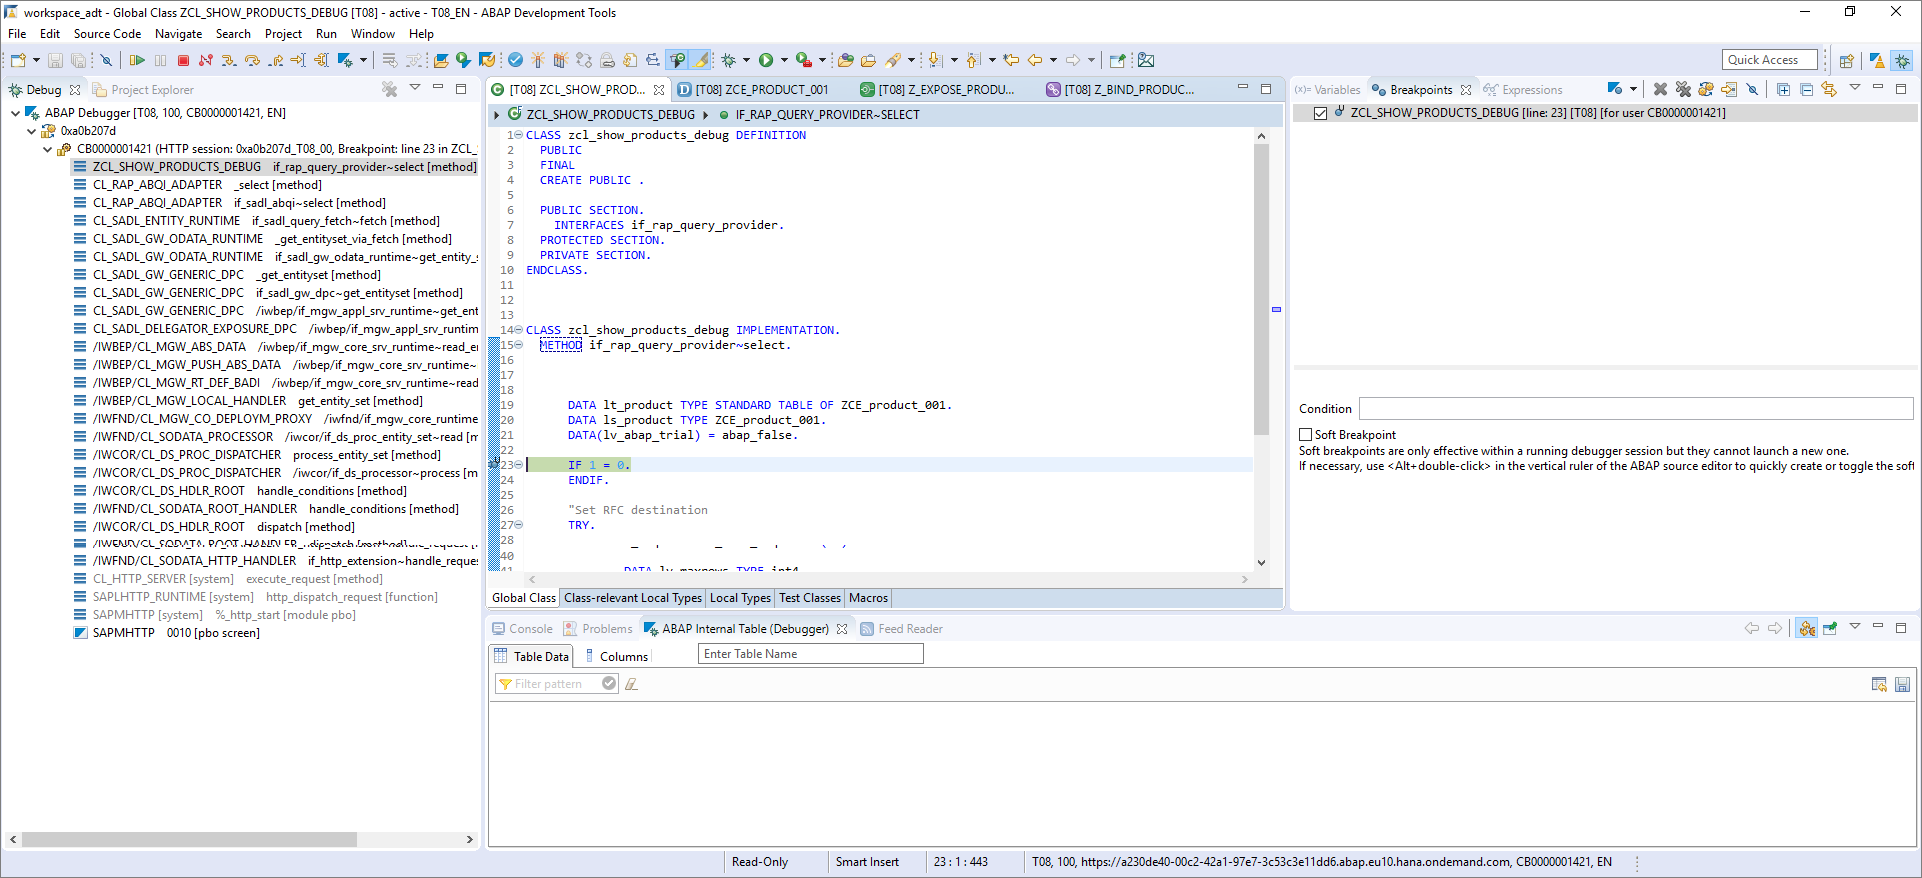 workspace_adt - Global Class ZCL_SHOW_PRODUCTS_DEBUG [T08] - active - T08_EN - ABAP Development Tools
File Edit Source Code Navigate Search Project Run Window Help
Quick Access
Debug Project Explorer
ABAP Debugger [T08, 100, CB0000001421, EN]
0xa0b207d
CB0000001421 (HTTP session: 0xa0b207d_T08_00, Breakpoint: line 23 in ZCL_
ZCL_SHOW_PRODUCTS_DEBUG if_rap_query_provider~select [method]
CL_RAP_ABQI_ADAPTER _select [method]
CL_RAP_ABQI_ADAPTER if_sadl_abqi~select [method]
CL_SADL_ENTITY_RUNTIME if_sadl_query_fetch~fetch [method]
CL_SADL_GW_ODATA_RUNTIME _get_entityset_via_fetch [method]
CL_SADL_GW_ODATA_RUNTIME if_sadl_gw_odata_runtime~get_entity_s
CL_SADL_GW_GENERIC_DPC _get_entityset [method]
CL_SADL_GW_GENERIC_DPC if_sadl_gw_dpc~get_entityset [method]
CL_SADL_GW_GENERIC_DPC /iwbep/if_mgw_appl_srv_runtime~get_ent
CL_SADL_DELEGATOR_EXPOSURE_DPC /iwbep/if_mgw_appl_srv_runtim
/IWBEP/CL_MGW_ABS_DATA /iwbep/if_mgw_core_srv_runtime~read_e
/IWBEP/CL_MGW_PUSH_ABS_DATA /iwbep/if_mgw_core_srv_runtime~
/IWBEP/CL_MGW_RT_DEF_BADI /iwbep/if_mgw_core_srv_runtime~read
/IWBEP/CL_MGW_LOCAL_HANDLER get_entity_set [method]
/IWFND/CL_MGW_CO_DEPLOYM_PROXY /iwfnd/if_mgw_core_runtime
/IWFND/CL_SODATA_PROCESSOR /iwcor/if_ds_proc_entity_set~read [m
/IWCOR/CL_DS_PROC_DISPATCHER process_entity_set [method]
/IWCOR/CL_DS_PROC_DISPATCHER /iwcor/if_ds_processor~process [m
/IWCOR/CL_DS_HDLR_ROOT handle_conditions [method]
/IWFND/CL_SODATA_ROOT_HANDLER handle_conditions [method]
/IWCOR/CL_DS_HDLR_ROOT dispatch [method]
/IWFND/CL_SODATA_HTTP_HANDLER if_http_extension~handle_reque
CL_HTTP_SERVER [system] execute_request [method]
SAPLHTTP_RUNTIME [system] http_dispatch_request [function]
SAPMHTTP [system] %_http_start [module pbo]
SAPMHTTP 0010 [pbo screen]
[T08] ZCL_SHOW_PROD... [T08] ZCE_PRODUCT_001 [T08] Z_EXPOSE_PRODU... [T08] Z_BIND_PRODUC...
ZCL_SHOW_PRODUCTS_DEBUG IF_RAP_QUERY_PROVIDER~SELECT
1 CLASS zcl_show_products_debug DEFINITION
2 PUBLIC
3 FINAL
4 CREATE PUBLIC .
5
6 PUBLIC SECTION.
7 INTERFACES if_rap_query_provider.
8 PROTECTED SECTION.
9 PRIVATE SECTION.
10 ENDCLASS.
11
12
13
14 CLASS zcl_show_products_debug IMPLEMENTATION.
15 METHOD if_rap_query_provider~select.
16
17
18
19 DATA lt_product TYPE STANDARD TABLE OF ZCE_product_001.
20 DATA ls_product TYPE ZCE_product_001.
21 DATA(lv_abap_trial) = abap_false.
22
23 IF 1 = 0.
24 ENDIF.
25
26 "Set RFC destination
27 TRY.
28
40
41 DATA lv_maxrows TYPE int4
Global Class Class-relevant Local Types Local Types Test Classes Macros
(x)= Variables Breakpoints Expressions
ZCL_SHOW_PRODUCTS_DEBUG [line: 23] [T08] [for user CB0000001421]
Condition
Soft Breakpoint
Soft breakpoints are only effective within a running debugger session but they cannot launch a new one.
If necessary, use <Alt+double-click> in the vertical ruler of the ABAP source editor to quickly create or toggle the soft
Console Problems ABAP Internal Table (Debugger) Feed Reader
Table Data Columns Enter Table Name
Filter pattern
Read-Only Smart Insert 23 : 1 : 443 T08, 100, https://a230de40-00c2-42a1-97e7-3c53c3e11dd6.abap.eu10.hana.ondemand.com, CB0000001421, EN